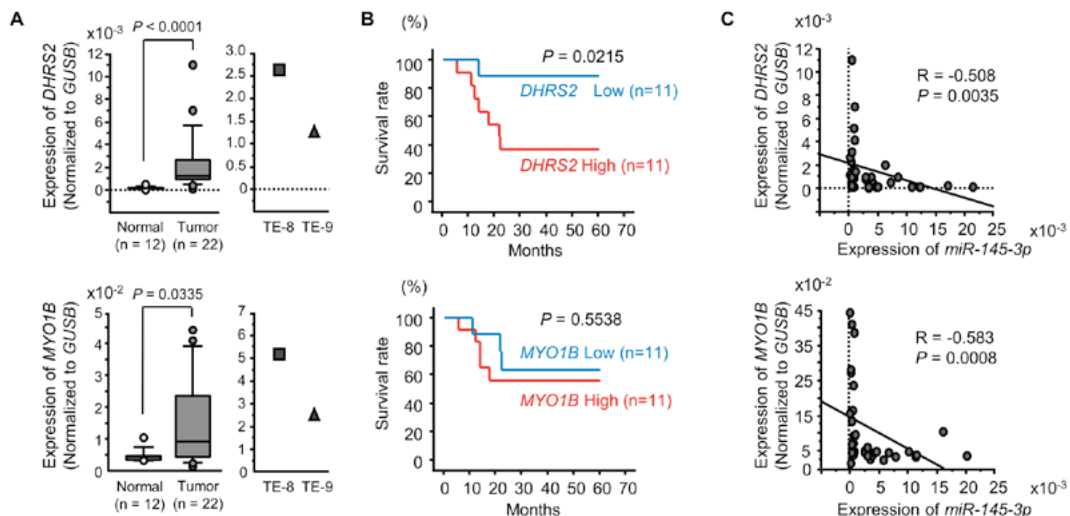 A
B
C
Expression of DHRS2
(Normalized to GUSB)
x10-3
P < 0.0001
12
10
8
6
4
2
0
Normal
(n = 12)
Tumor
(n = 22)
3.0
2.5
2.0
1.5
1.0
0.5
0
TE-8 TE-9
(%)
Survival rate
100
80
60
40
20
0
P = 0.0215
DHRS2 Low (n=11)
DHRS2 High (n=11)
0 10 20 30 40 50 60 70
Months
Expression of DHRS2
(Normalized to GUSB)
x10-3
12
10
8
6
4
2
0
-2
-4
R = -0.508
P = 0.0035
0 5 10 15 20 25
x10-3
Expression of miR-145-3p
Expression of MYO1B
(Normalized to GUSB)
x10-2
P = 0.0335
5
4
3
2
1
0
Normal
(n = 12)
Tumor
(n = 22)
7
6
5
4
3
2
1
0
TE-8 TE-9
(%)
Survival rate
100
80
60
40
20
0
P = 0.5538
MYO1B Low (n=11)
MYO1B High (n=11)
0 10 20 30 40 50 60 70
Months
Expression of MYO1B
(Normalized to GUSB)
x10-2
45
35
25
15
5
0
R = -0.583
P = 0.0008
0 5 10 15 20 25
x10-3
Expression of miR-145-3p